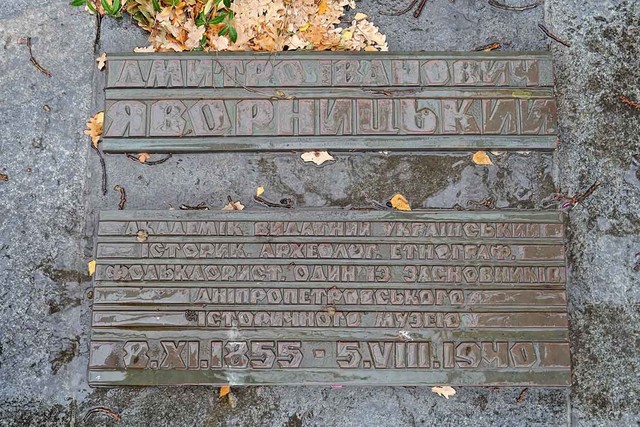 ДМИТРО ІВАНОВИЧ
ЯВОРНИЦЬКИЙ
АКАДЕМІК, ВИДАТНИЙ УКРАЇНСЬКИЙ
ІСТОРИК, АРХЕОЛОГ, ЕТНОГРАФ,
ФОЛЬКЛОРИСТ, ОДИН ІЗ ЗАСНОВНИКІВ
ДНІПРОПЕТРОВСЬКОГО
ІСТОРИЧНОГО МУЗЕЮ
8.XI.1855 - 5.VIII.1940